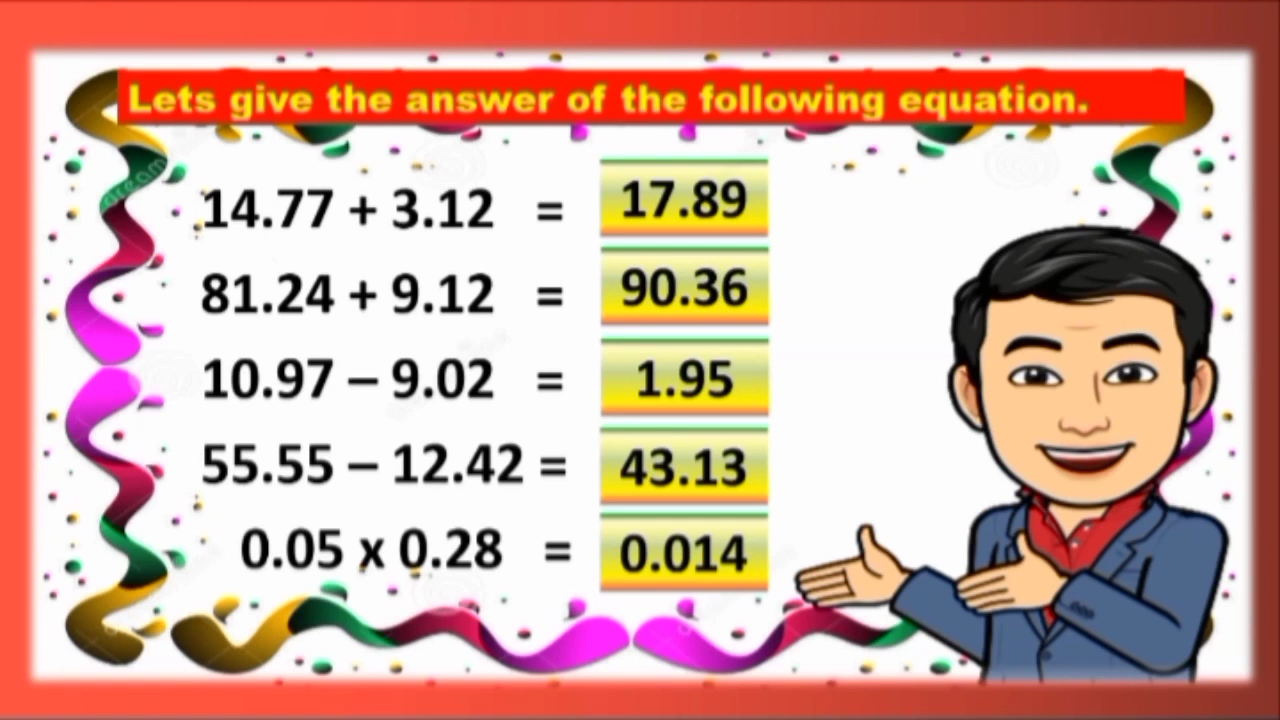 Lets give the answer of the following equation.
14.77 + 3.12 = 17.89
81.24 + 9.12 = 90.36
10.97 – 9.02 = 1.95
55.55 – 12.42 = 43.13
0.05 x 0.28 = 0.014